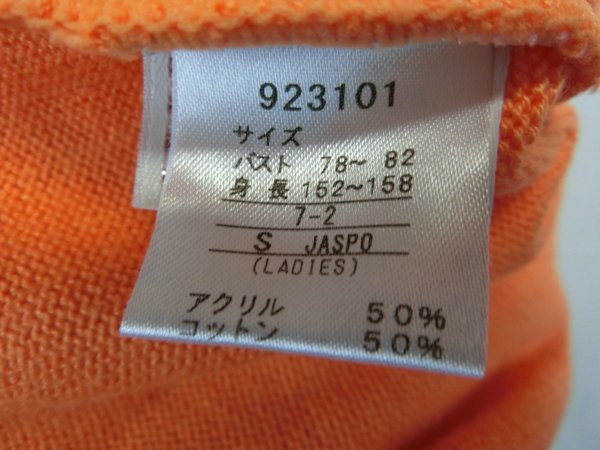 923101
サイズ
バスト 78~ 82
身 長 152~158
7-2
S JASPO
(LADIES)
アクリル 50%
コットン 50%